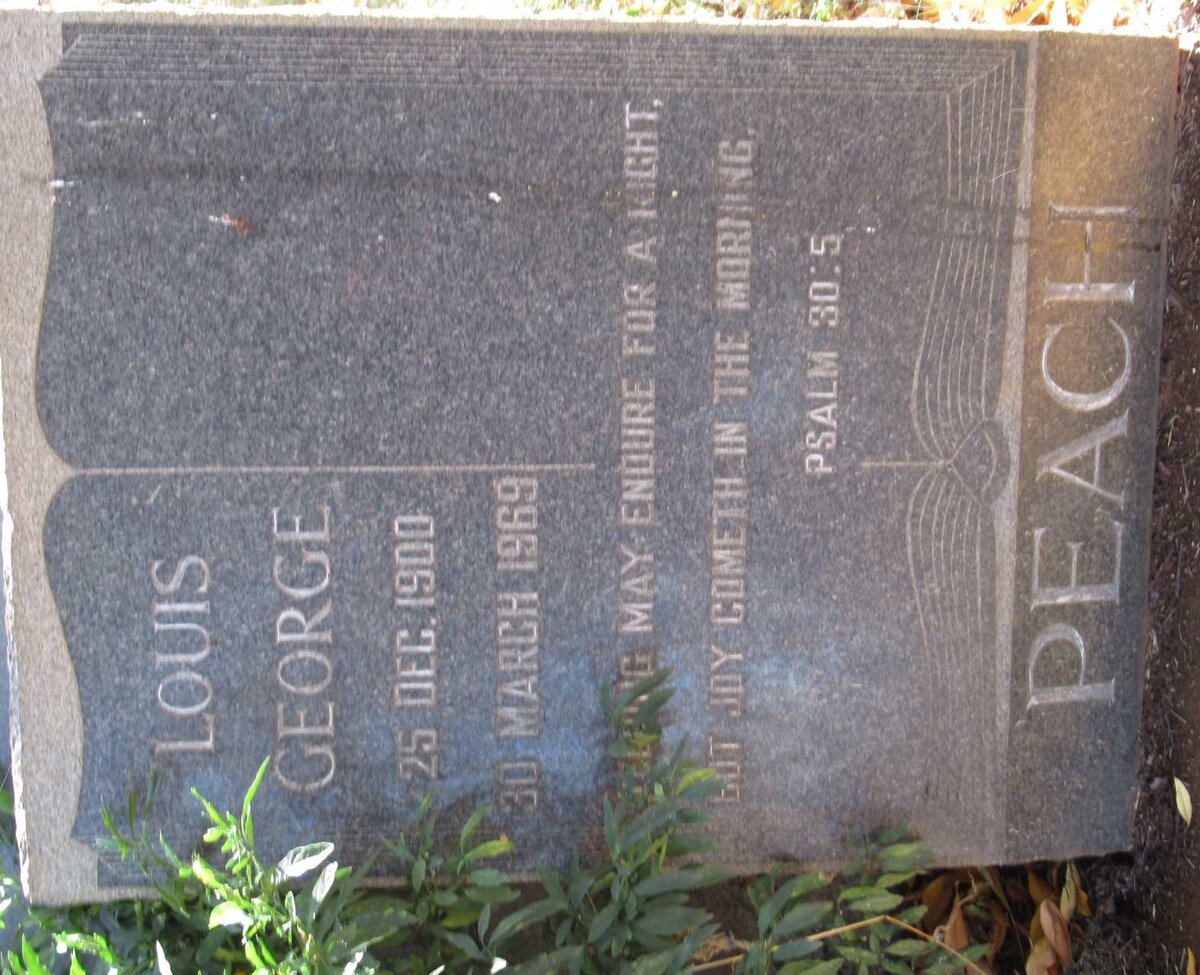 LOUIS
GEORGE
25 DEC. 1900
30 MARCH 1969
MAY ENDURE FOR A NIGHT,
BUT JOY COMETH IN THE MORNING.
PSALM 30:5
PEACH